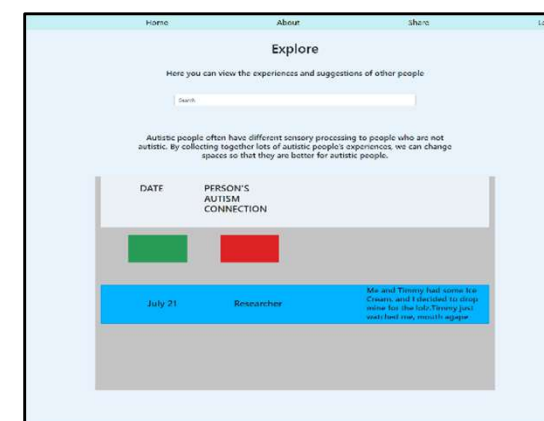 Home About Share
Explore
Here you can view the experiences and suggestions of other people
Search
Autistic people often have different sensory processing to people who are not
autistic. By collecting together lots of autistic people's experiences, we can change
spaces so that they are better for autistic people.
DATE PERSON'S
AUTISM
CONNECTION
July 21 Researcher Me and Timmy had some Ice
Cream, and I decided to drop
mine for the lolz.Timmy just
watched me, mouth agape